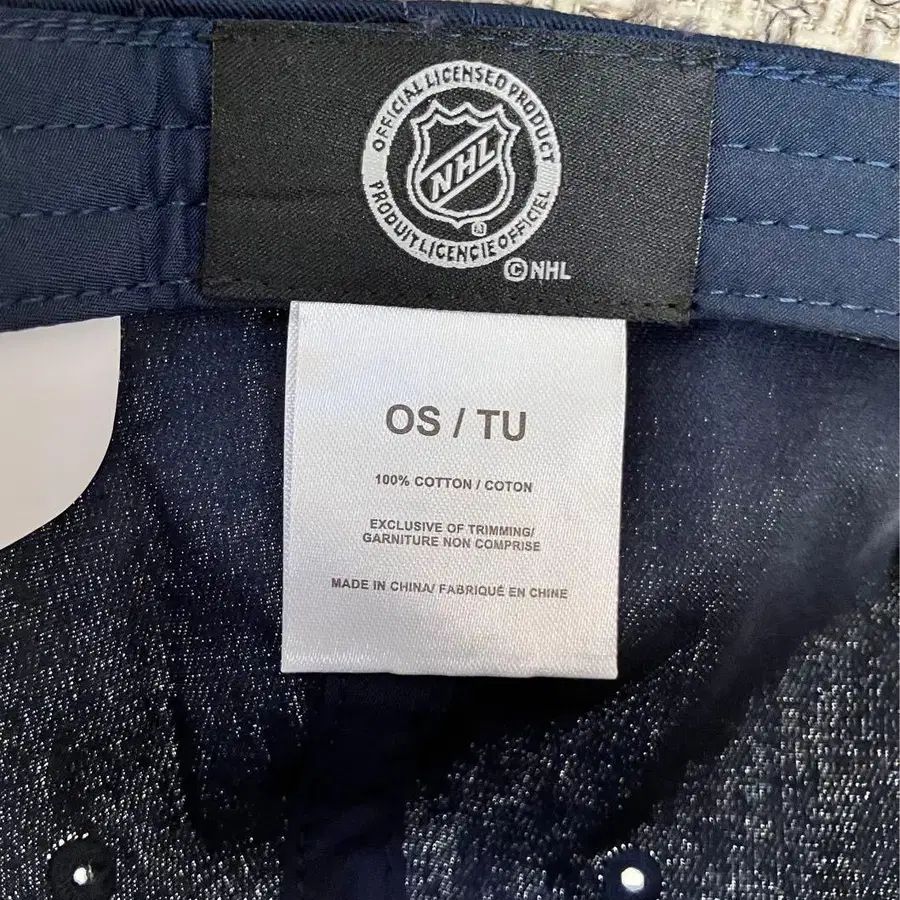 OFFICIAL LICENSED PRODUCT
NHL
PRODUIT LICENCIE OFFICIEL
®
© NHL
OS / TU
100% COTTON / COTON
EXCLUSIVE OF TRIMMING/
GARNITURE NON COMPRISE
MADE IN CHINA/ FABRIQUÉ EN CHINE